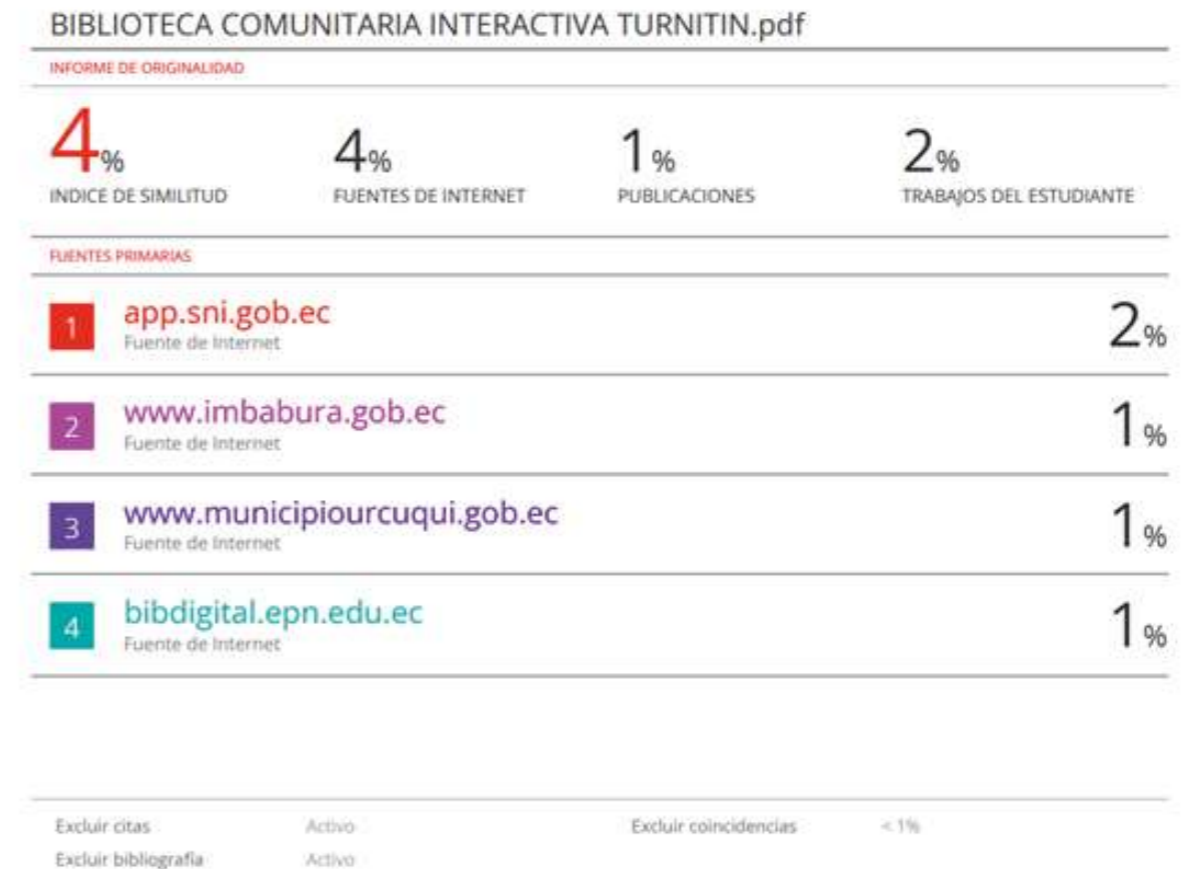 BIBLIOTECA COMUNITARIA INTERACTIVA TURNITIN.pdf
INFORME DE ORIGINALIDAD
4% 4% 1% 2%
INDICE DE SIMILITUD FUENTES DE INTERNET PUBLICACIONES TRABAJOS DEL ESTUDIANTE
FUENTES PRIMARIAS
1 app.sni.gob.ec 2%
Fuente de Internet
2 www.imbabura.gob.ec 1%
Fuente de Internet
3 www.municipiourcuqui.gob.ec 1%
Fuente de Internet
4 bibdigital.epn.edu.ec 1%
Fuente de Internet
Excluir citas Activo Excluir coincidencias < 1%
Excluir bibliografía Activo